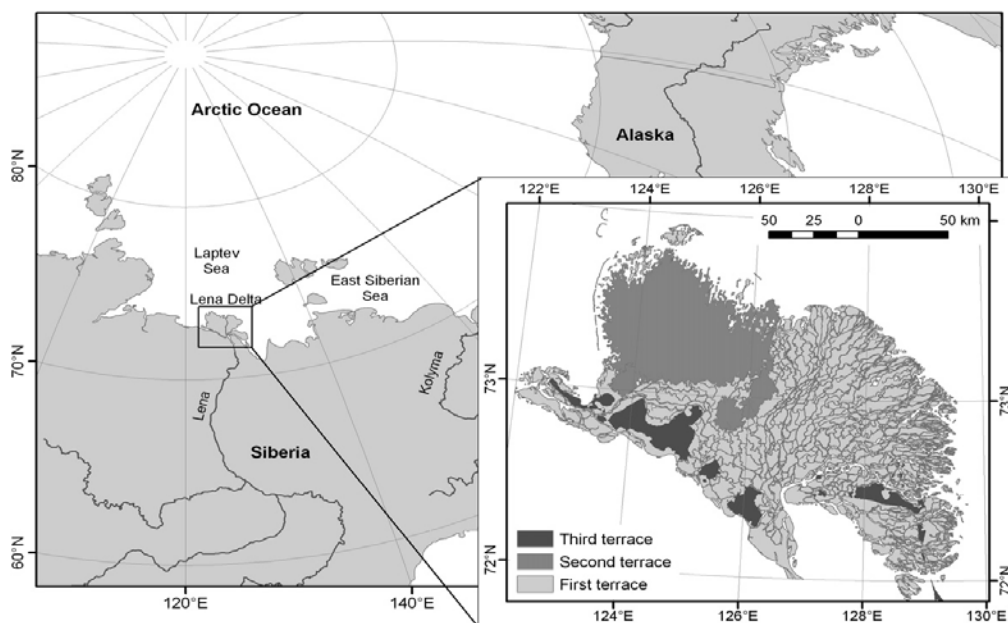 Arctic Ocean
Alaska
80°N
70°N
60°N
Laptev
Sea
East Siberian
Sea
Lena Delta
Lena
Kolyma
Siberia
120°E
140°E
122°E
124°E
126°E
128°E
130°E
50 25 0 50 km
73°N
73°N
72°N
72°N
Third terrace
Second terrace
First terrace
124°E
126°E
128°E
130°E